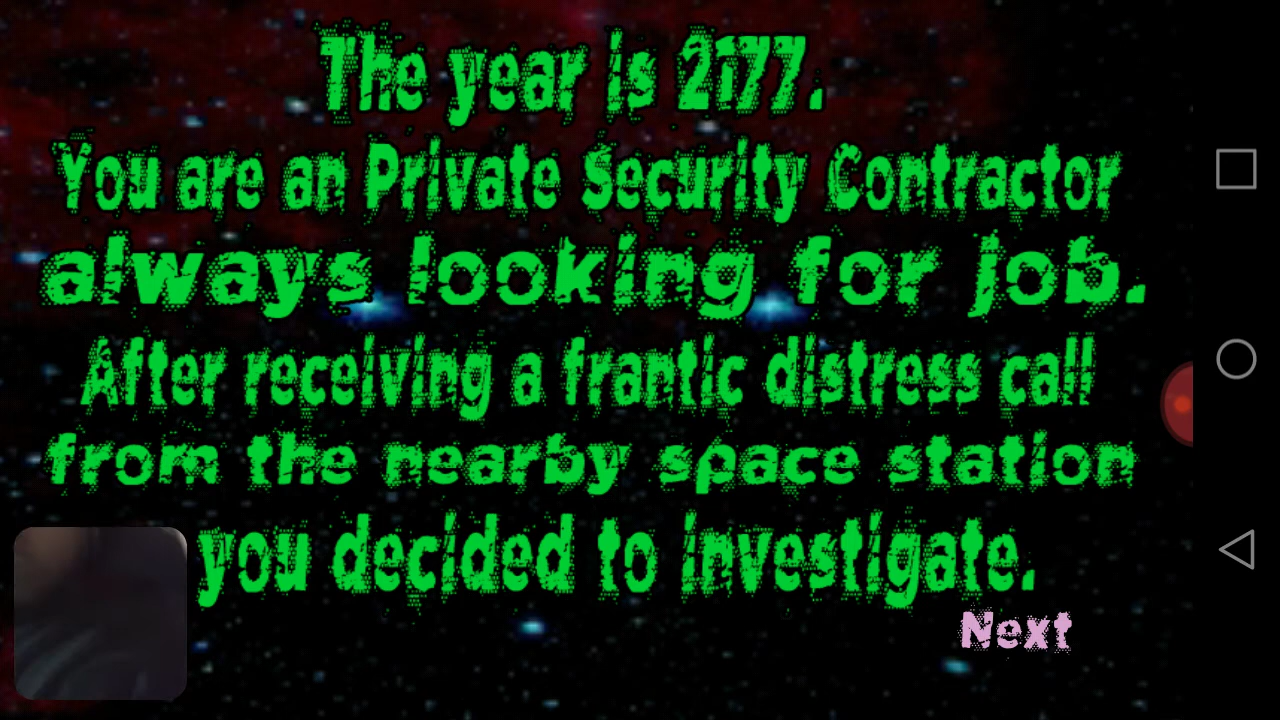 The year is 2177.
You are an Private Security Contractor
always looking for job.
After receiving a frantic distress call
from the nearby space station
you decided to investigate.
Next